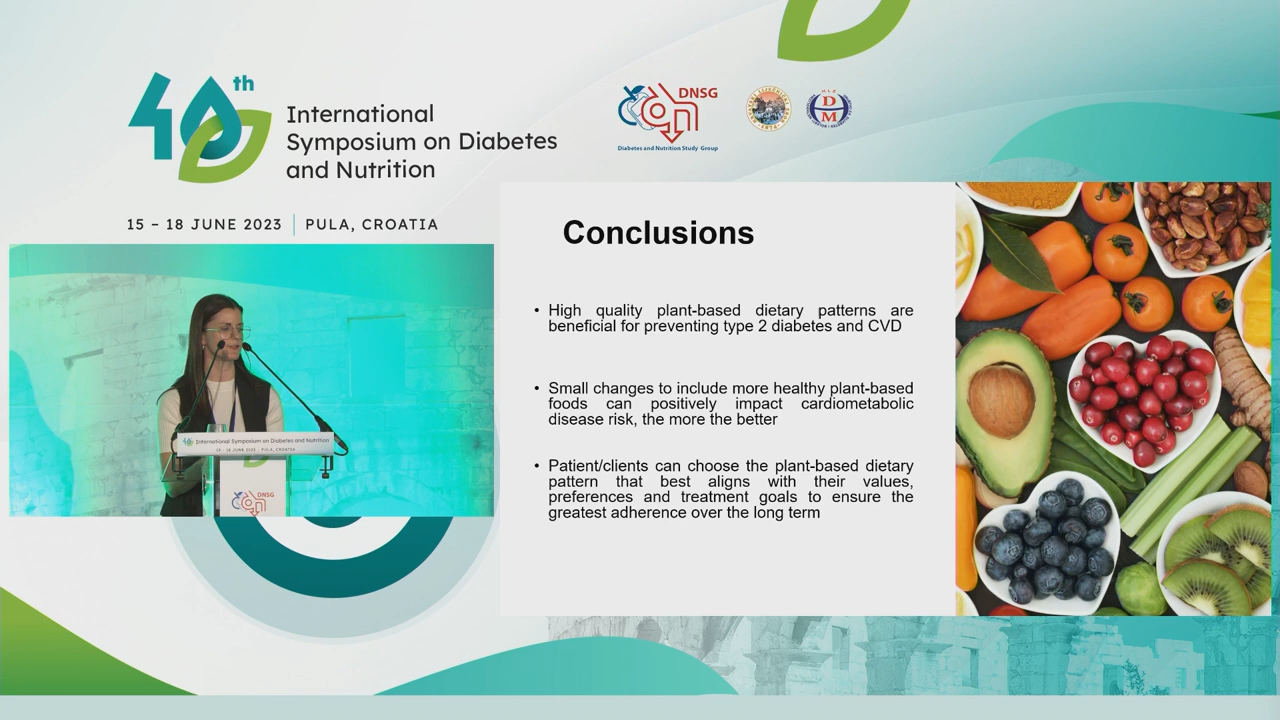 40th
International
Symposium on Diabetes
and Nutrition
15 – 18 JUNE 2023 | PULA, CROATIA
DNSG
Diabetes and Nutrition Study Group
D
M
Conclusions
• High quality plant-based dietary patterns are
beneficial for preventing type 2 diabetes and CVD
• Small changes to include more healthy plant-based
foods can positively impact cardiometabolic
disease risk, the more the better
• Patient/clients can choose the plant-based dietary
pattern that best aligns with their values,
preferences and treatment goals to ensure the
greatest adherence over the long term
International Symposium on Diabetes and Nutrition
15 - 18 JUNE 2023 | PULA, CROATIA
DNSG